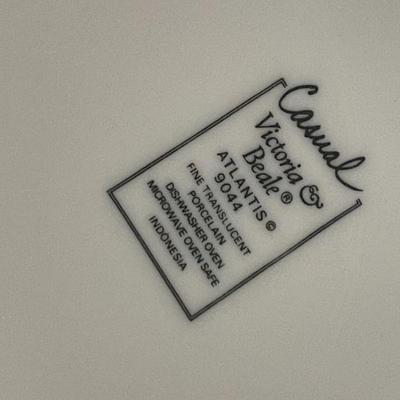 Casual
Victoria &
Beale®
ATLANTIS©
9044
FINE TRANSLUCENT
PORCELAIN
DISHWASHER OVEN
MICROWAVE OVEN SAFE
INDONESIA